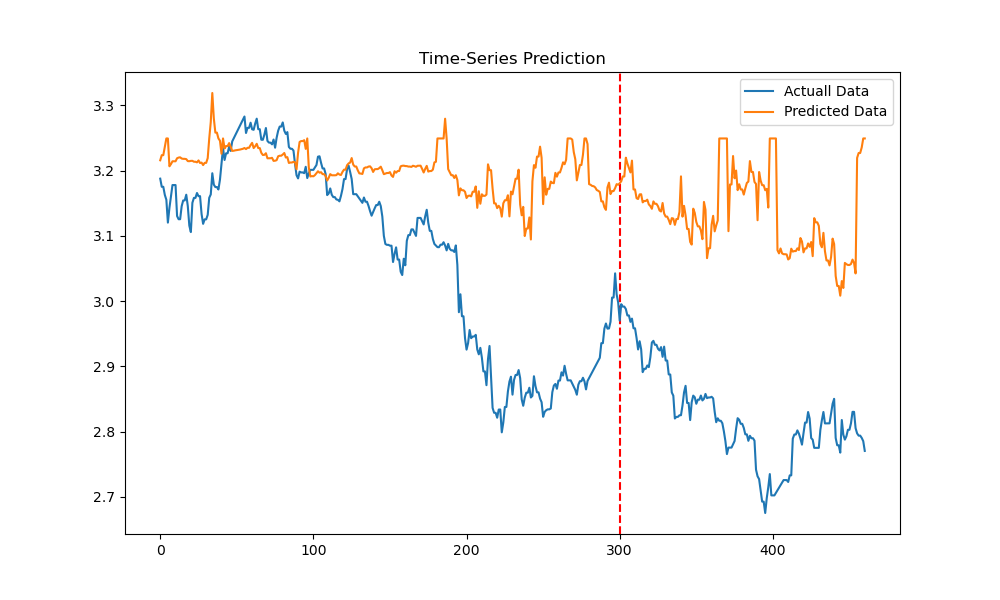 Time-Series Prediction
Actuall Data
Predicted Data
3.3
3.2
3.1
3.0
2.9
2.8
2.7
0 100 200 300 400